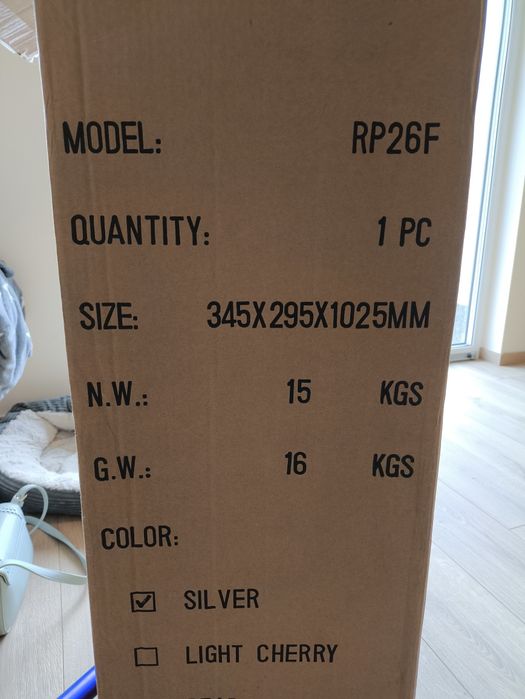 MODEL: RP26F
QUANTITY: 1 PC
SIZE: 345X295X1025MM
N.W.: 15 KGS
G.W.: 16 KGS
COLOR:
☑ SILVER
☐ LIGHT CHERRY